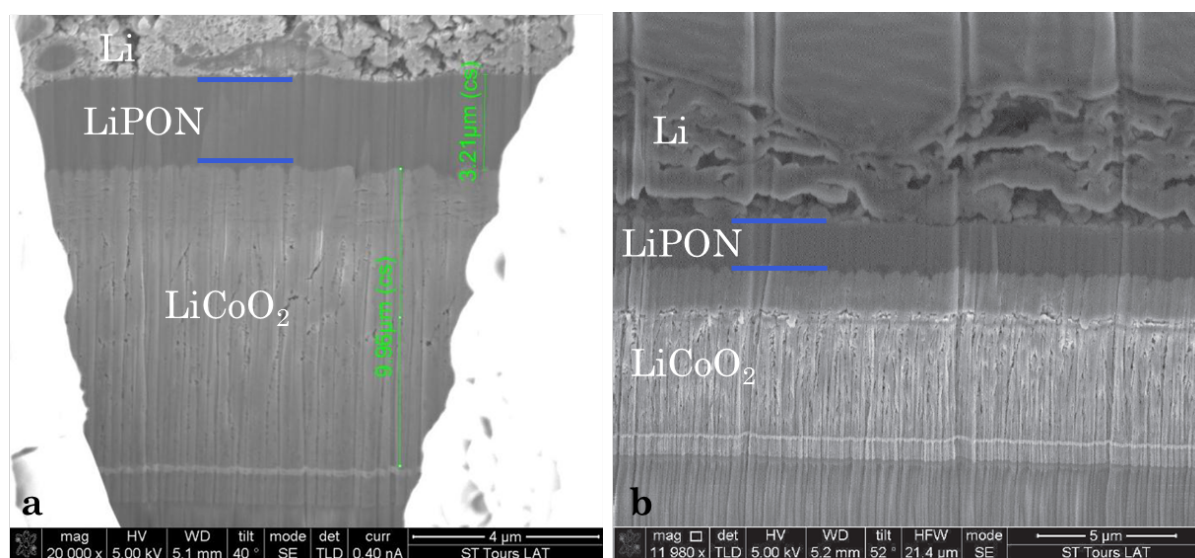 Li
LiPON
LiCoO₂
3.21µm (cs)
9.96µm (cs)
a
mag HV WD tilt mode det curr 4 µm
20 000 x 5.00 kV 5.1 mm 40 ° SE TLD 0.40 nA ST Tours LAT
Li
LiPON
LiCoO₂
b
mag det HV WD tilt HFW 5 µm
11 980 x TLD 5.00 kV 5.2 mm 52 ° 21.4 µm ST Tours LAT